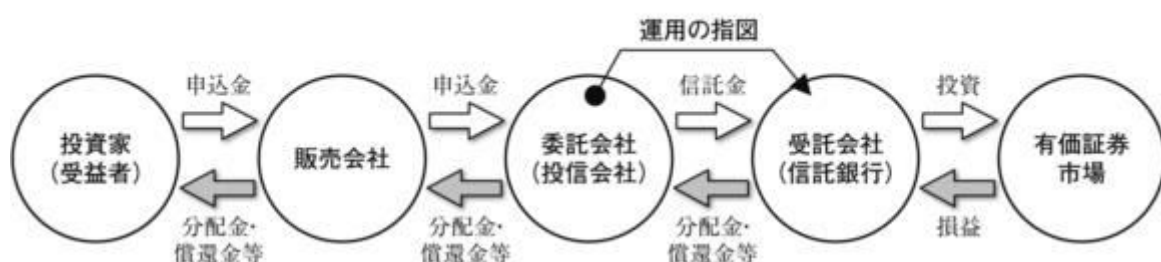 運用の指図
申込金
申込金
信託金
投資
投資家
(受益者)
販売会社
委託会社
(投信会社)
受託会社
(信託銀行)
有価証券
市場
分配金・
償還金等
分配金・
償還金等
分配金・
償還金等
損益